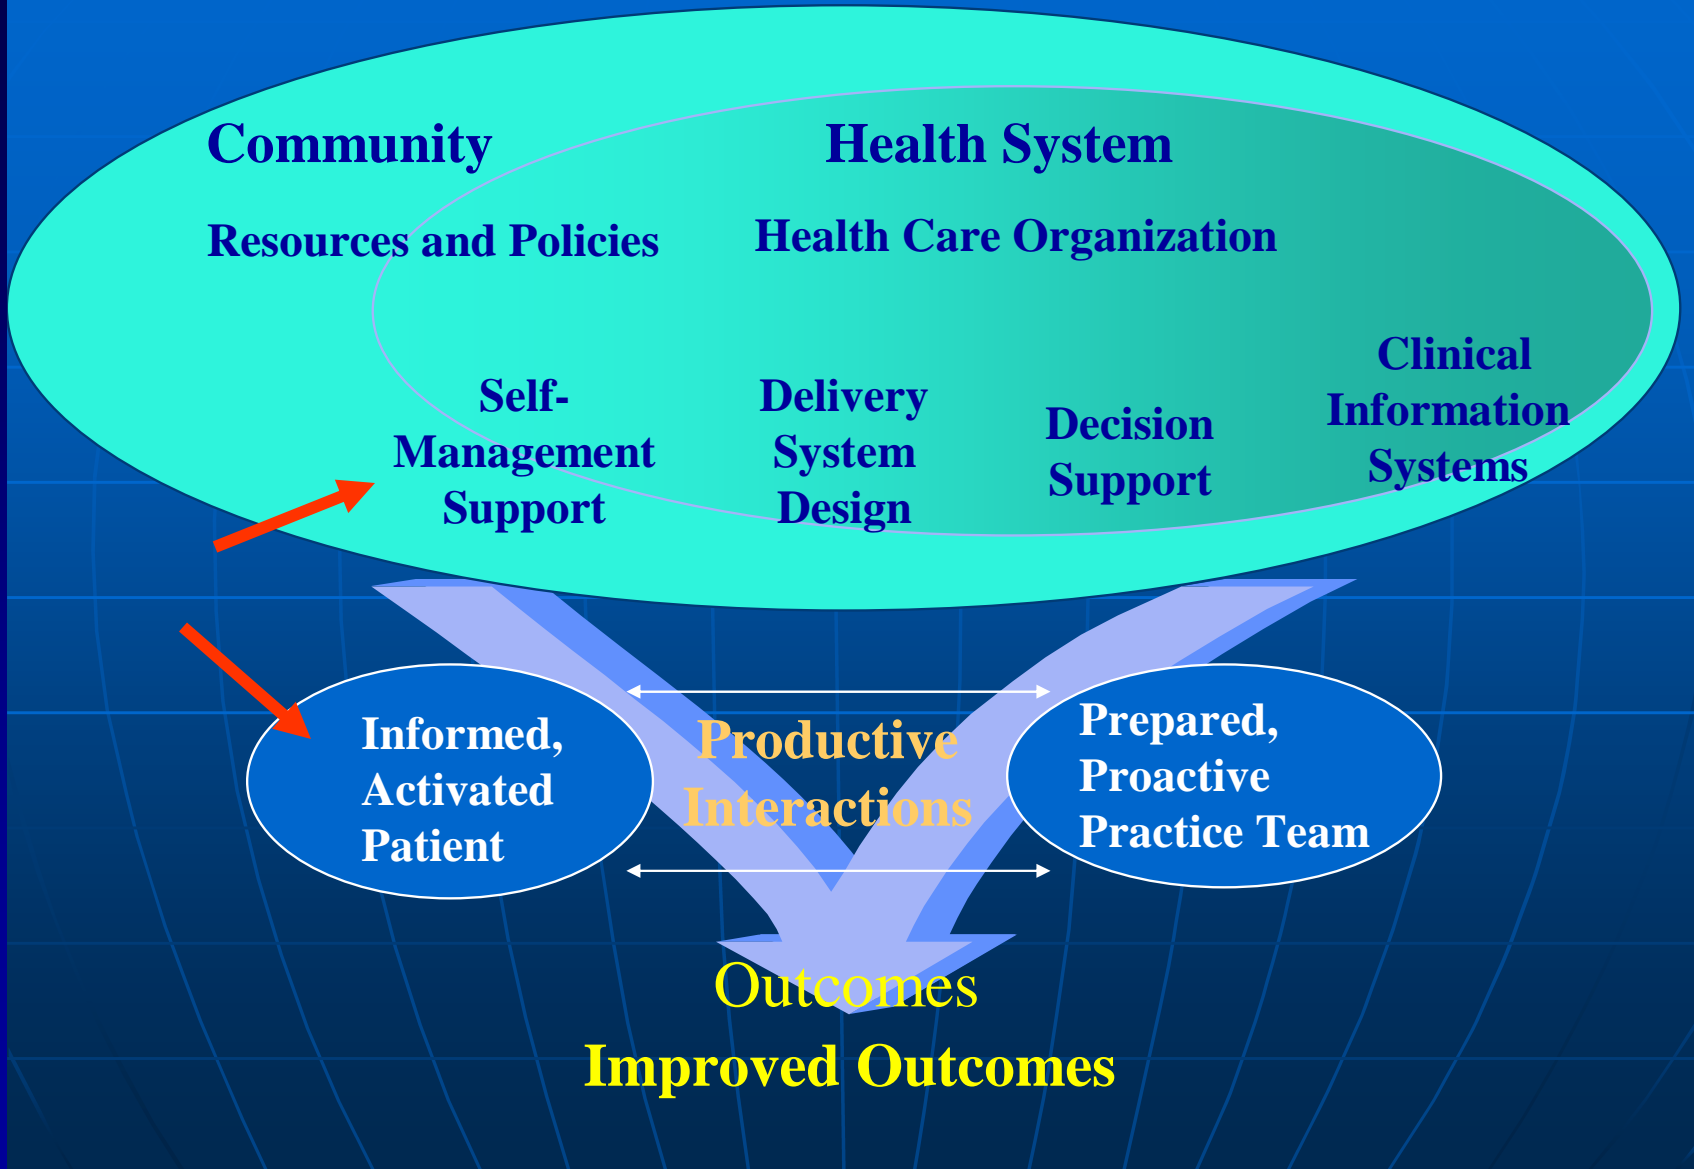 Community
Health System
Resources and Policies
Health Care Organization
Self-
Management
Support
Delivery
System
Design
Decision
Support
Clinical
Information
Systems
Informed,
Activated
Patient
Productive
Interactions
Prepared,
Proactive
Practice Team
Outcomes
Improved Outcomes